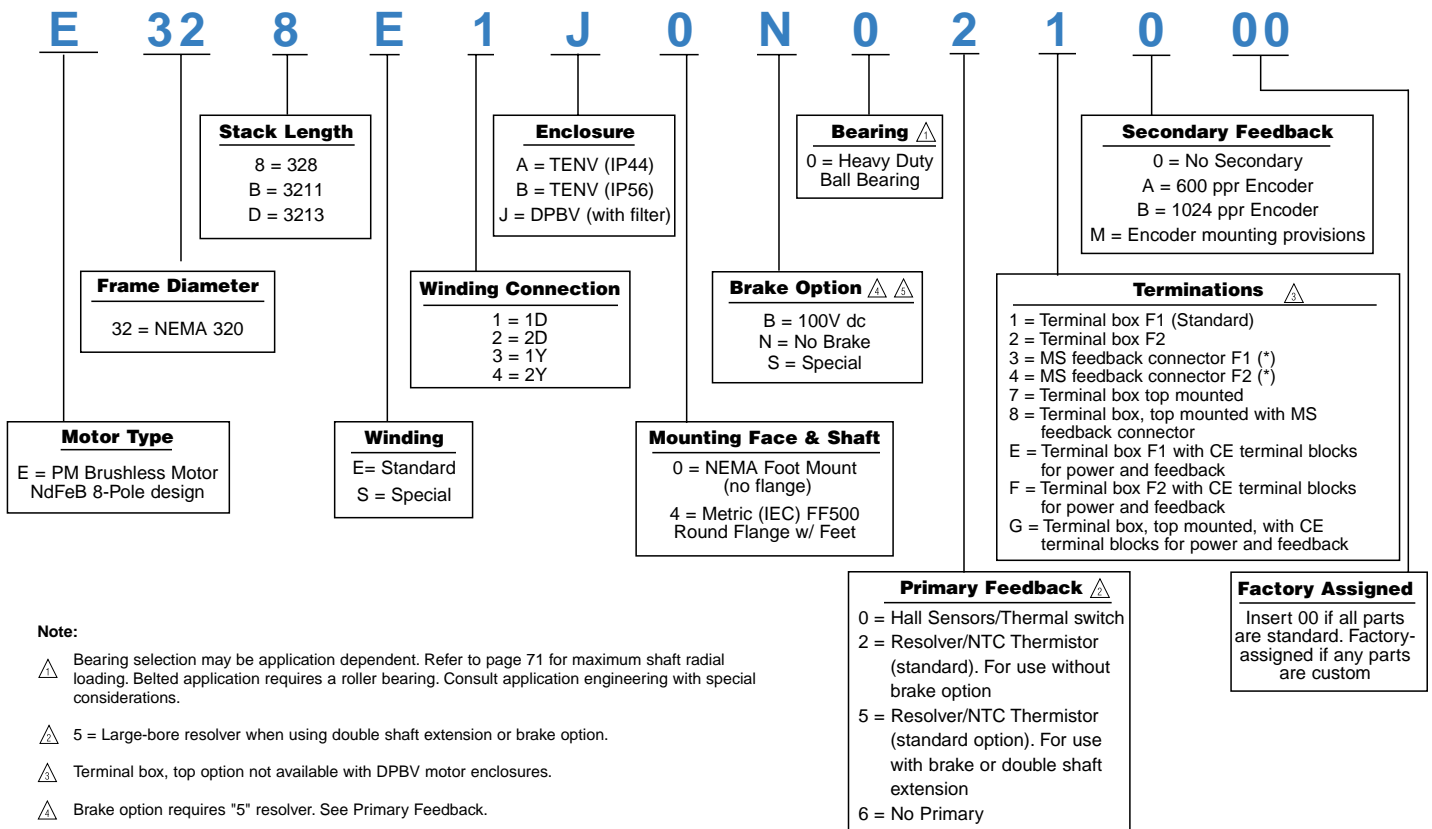 E 32 8 E 1 J 0 N 0 2 1 0 00
Stack Length
8 = 328
B = 3211
D = 3213
Enclosure
A = TENV (IP44)
B = TENV (IP56)
J = DPBV (with filter)
Bearing 1
0 = Heavy Duty
Ball Bearing
Secondary Feedback
0 = No Secondary
A = 600 ppr Encoder
B = 1024 ppr Encoder
M = Encoder mounting provisions
Frame Diameter
32 = NEMA 320
Winding Connection
1 = 1D
2 = 2D
3 = 1Y
4 = 2Y
Brake Option 4 5
B = 100V dc
N = No Brake
S = Special
Terminations 3
1 = Terminal box F1 (Standard)
2 = Terminal box F2
3 = MS feedback connector F1 (*)
4 = MS feedback connector F2 (*)
7 = Terminal box top mounted
8 = Terminal box, top mounted with MS
feedback connector
E = Terminal box F1 with CE terminal blocks
for power and feedback
F = Terminal box F2 with CE terminal blocks
for power and feedback
G = Terminal box, top mounted, with CE
terminal blocks for power and feedback
Motor Type
E = PM Brushless Motor
NdFeB 8-Pole design
Winding
E= Standard
S = Special
Mounting Face & Shaft
0 = NEMA Foot Mount
(no flange)
4 = Metric (IEC) FF500
Round Flange w/ Feet
Primary Feedback 2
0 = Hall Sensors/Thermal switch
2 = Resolver/NTC Thermistor
(standard). For use without
brake option
5 = Resolver/NTC Thermistor
(standard option). For use
with brake or double shaft
extension
6 = No Primary
Factory Assigned
Insert 00 if all parts
are standard. Factory-
assigned if any parts
are custom
Note:
1 Bearing selection may be application dependent. Refer to page 71 for maximum shaft radial
loading. Belted application requires a roller bearing. Consult application engineering with special
considerations.
2 5 = Large-bore resolver when using double shaft extension or brake option.
3 Terminal box, top option not available with DPBV motor enclosures.
4 Brake option requires "5" resolver. See Primary Feedback.